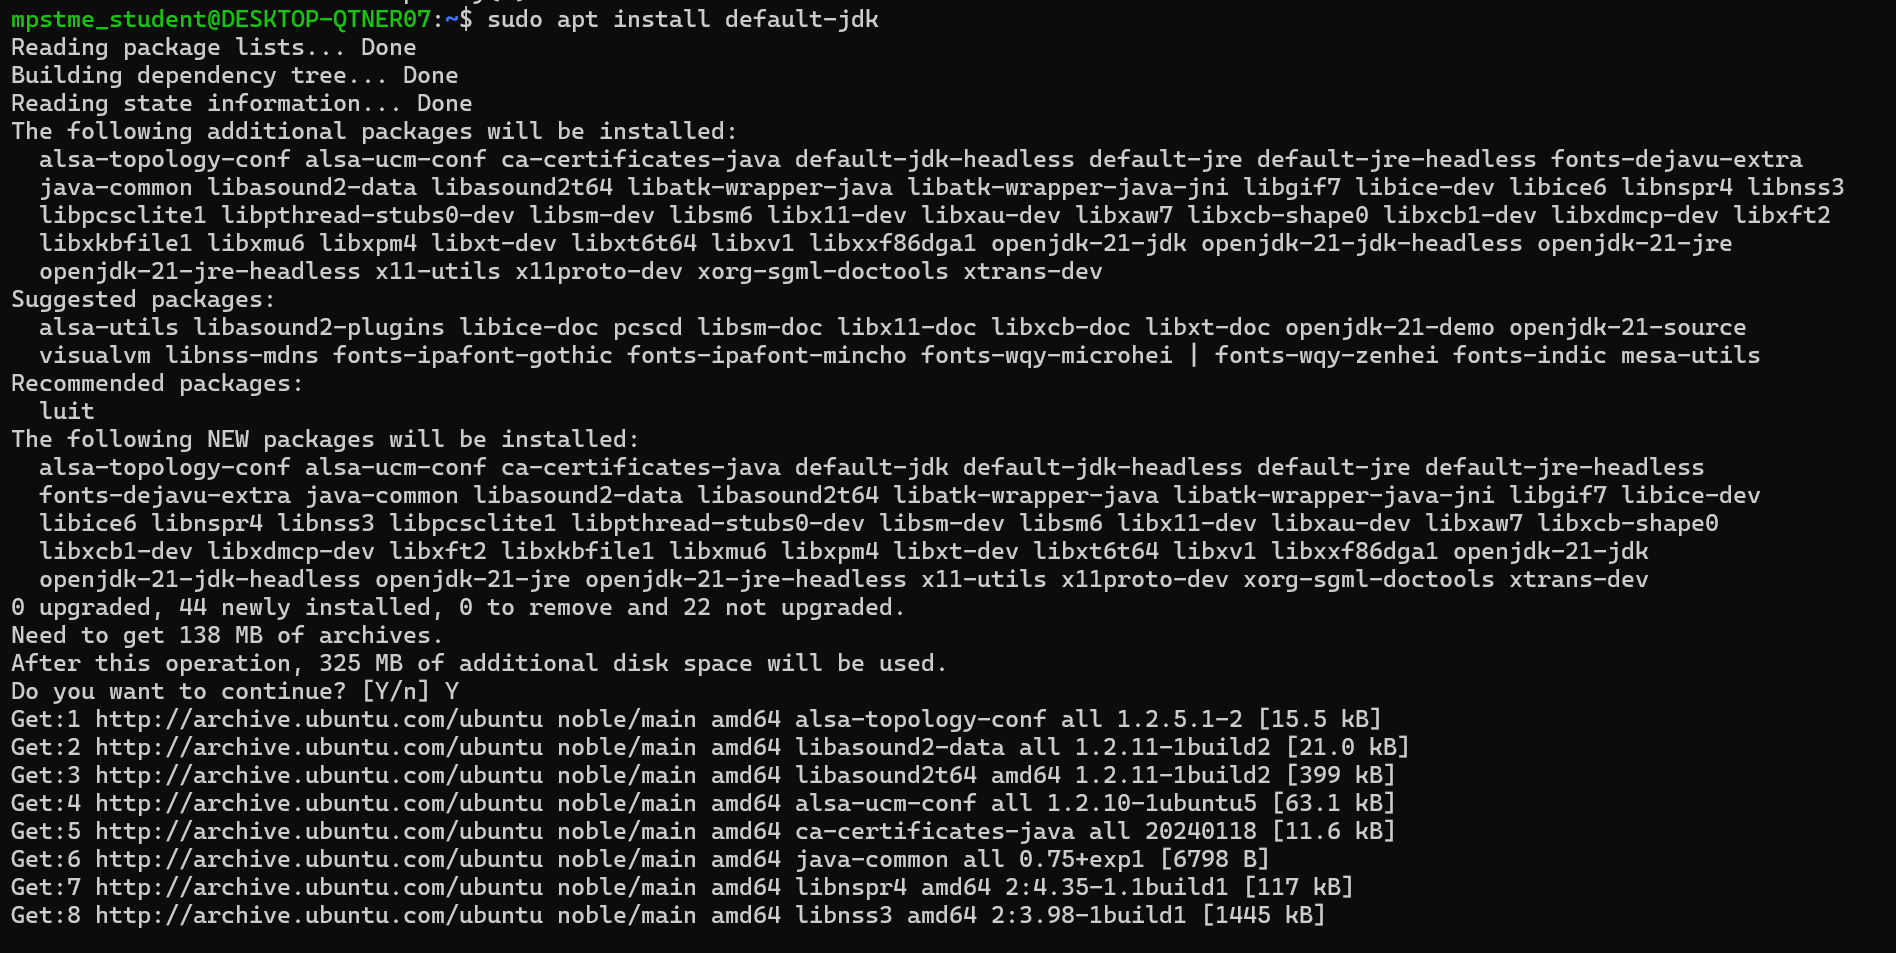 mpstme_student@DESKTOP-QTNER07:~$ sudo apt install default-jdk
Reading package lists... Done
Building dependency tree... Done
Reading state information... Done
The following additional packages will be installed:
  alsa-topology-conf alsa-ucm-conf ca-certificates-java default-jdk-headless default-jre default-jre-headless fonts-dejavu-extra
  java-common libasound2-data libasound2t64 libatk-wrapper-java libatk-wrapper-java-jni libgif7 libice-dev libice6 libnspr4 libnss3
  libpcsclite1 libpthread-stubs0-dev libsm-dev libsm6 libx11-dev libxau-dev libxaw7 libxcb-shape0 libxcb1-dev libxdmcp-dev libxft2
  libxkbfile1 libxmu6 libxpm4 libxt-dev libxt6t64 libxv1 libxxf86dga1 openjdk-21-jdk openjdk-21-jdk-headless openjdk-21-jre
  openjdk-21-jre-headless x11-utils x11proto-dev xorg-sgml-doctools xtrans-dev
Suggested packages:
  alsa-utils libasound2-plugins libice-doc pcscd libsm-doc libx11-doc libxcb-doc libxt-doc openjdk-21-demo openjdk-21-source
  visualvm libnss-mdns fonts-ipafont-gothic fonts-ipafont-mincho fonts-wqy-microhei | fonts-wqy-zenhei fonts-indic mesa-utils
Recommended packages:
  luit
The following NEW packages will be installed:
  alsa-topology-conf alsa-ucm-conf ca-certificates-java default-jdk default-jdk-headless default-jre default-jre-headless
  fonts-dejavu-extra java-common libasound2-data libasound2t64 libatk-wrapper-java libatk-wrapper-java-jni libgif7 libice-dev
  libice6 libnspr4 libnss3 libpcsclite1 libpthread-stubs0-dev libsm-dev libsm6 libx11-dev libxau-dev libxaw7 libxcb-shape0
  libxcb1-dev libxdmcp-dev libxft2 libxkbfile1 libxmu6 libxpm4 libxt-dev libxt6t64 libxv1 libxxf86dga1 openjdk-21-jdk
  openjdk-21-jdk-headless openjdk-21-jre openjdk-21-jre-headless x11-utils x11proto-dev xorg-sgml-doctools xtrans-dev
0 upgraded, 44 newly installed, 0 to remove and 22 not upgraded.
Need to get 138 MB of archives.
After this operation, 325 MB of additional disk space will be used.
Do you want to continue? [Y/n] Y
Get:1 http://archive.ubuntu.com/ubuntu noble/main amd64 alsa-topology-conf all 1.2.5.1-2 [15.5 kB]
Get:2 http://archive.ubuntu.com/ubuntu noble/main amd64 libasound2-data all 1.2.11-1build2 [21.0 kB]
Get:3 http://archive.ubuntu.com/ubuntu noble/main amd64 libasound2t64 amd64 1.2.11-1build2 [399 kB]
Get:4 http://archive.ubuntu.com/ubuntu noble/main amd64 alsa-ucm-conf all 1.2.10-1ubuntu5 [63.1 kB]
Get:5 http://archive.ubuntu.com/ubuntu noble/main amd64 ca-certificates-java all 20240118 [11.6 kB]
Get:6 http://archive.ubuntu.com/ubuntu noble/main amd64 java-common all 0.75+exp1 [6798 B]
Get:7 http://archive.ubuntu.com/ubuntu noble/main amd64 libnspr4 amd64 2:4.35-1.1build1 [117 kB]
Get:8 http://archive.ubuntu.com/ubuntu noble/main amd64 libnss3 amd64 2:3.98-1build1 [1445 kB]